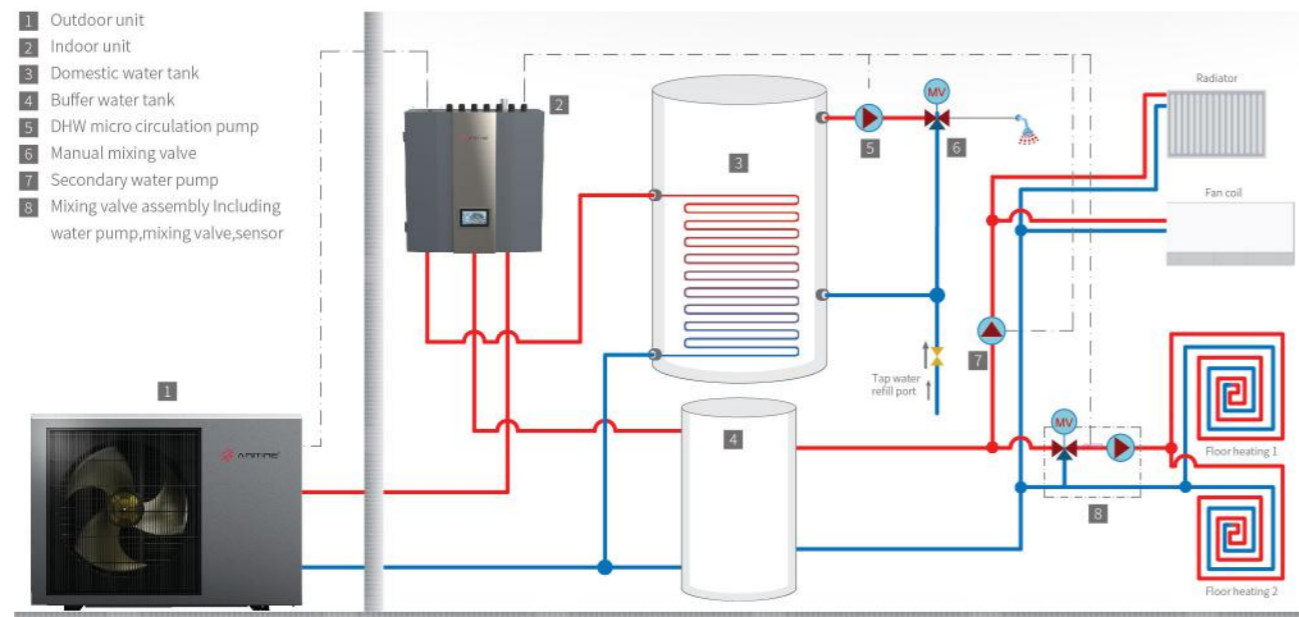 1 Outdoor unit
2 Indoor unit
3 Domestic water tank
4 Buffer water tank
5 DHW micro circulation pump
6 Manual mixing valve
7 Secondary water pump
8 Mixing valve assembly Including
water pump,mixing valve,sensor
2
3
MV
5
6
Radiator
Fan coil
7
Tap water
refill port
1
4
MV
8
Floor heating 1
Floor heating 2